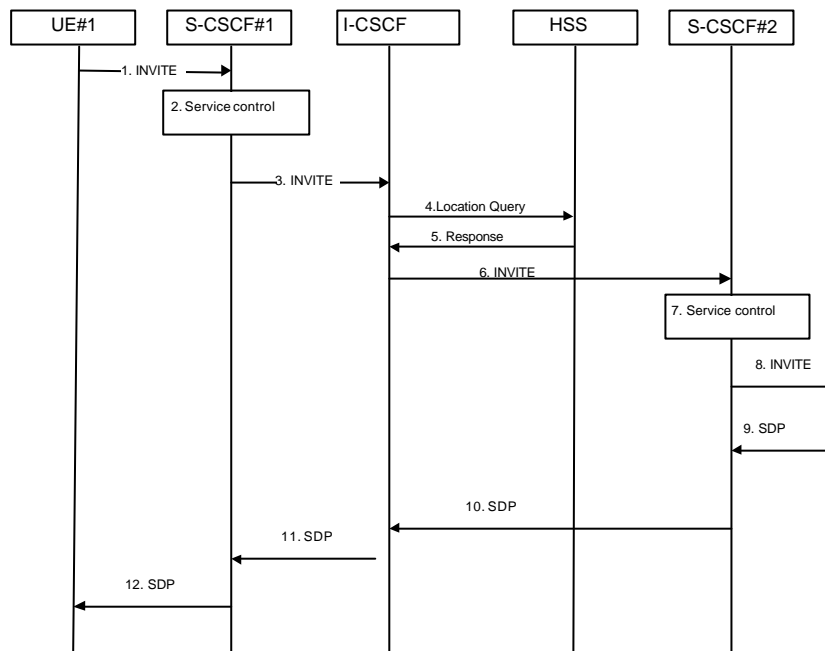 UE#1
S-CSCF#1
I-CSCF
HSS
S-CSCF#2
1. INVITE
2. Service control
3. INVITE
4.Location Query
5. Response
6. INVITE
7. Service control
8. INVITE
9. SDP
10. SDP
11. SDP
12. SDP